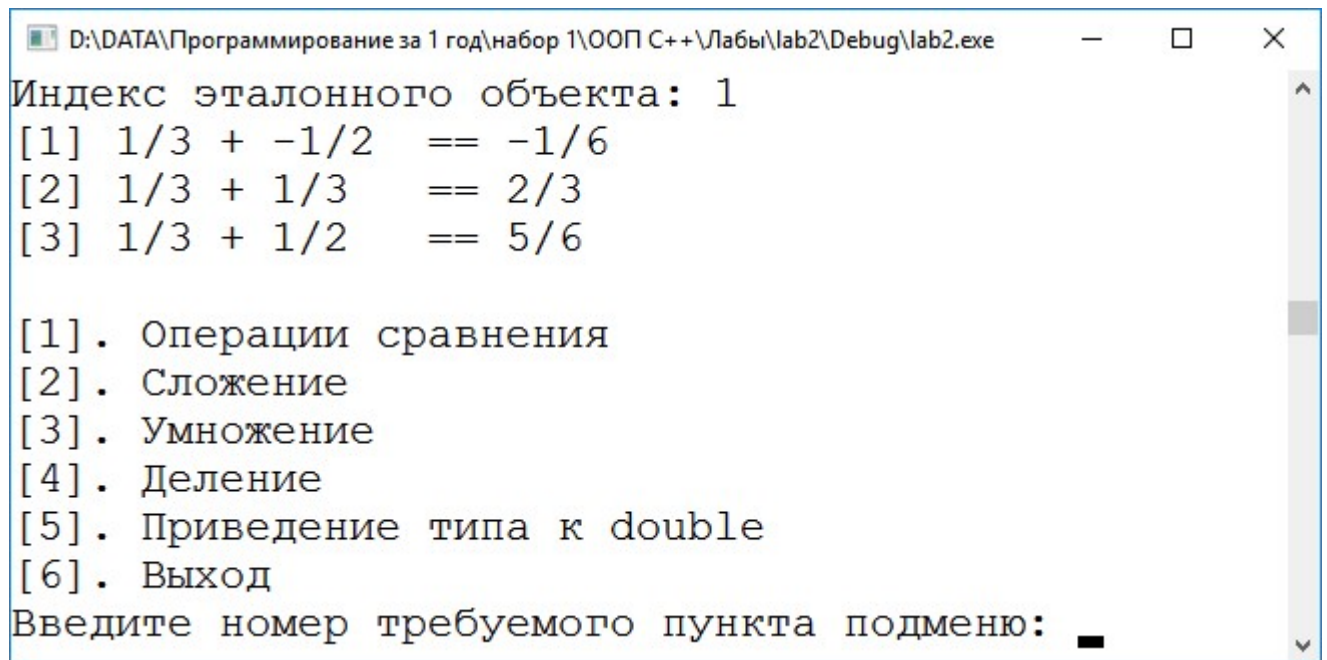 D:\DATA\Программирование за 1 год\набор 1\ООП C++\Лабы\lab2\Debug\lab2.exe
Индекс эталонного объекта: 1
[1] 1/3 + -1/2  == -1/6
[2] 1/3 + 1/3   == 2/3
[3] 1/3 + 1/2   == 5/6
[1]. Операции сравнения
[2]. Сложение
[3]. Умножение
[4]. Деление
[5]. Приведение типа к double
[6]. Выход
Введите номер требуемого пункта подменю: